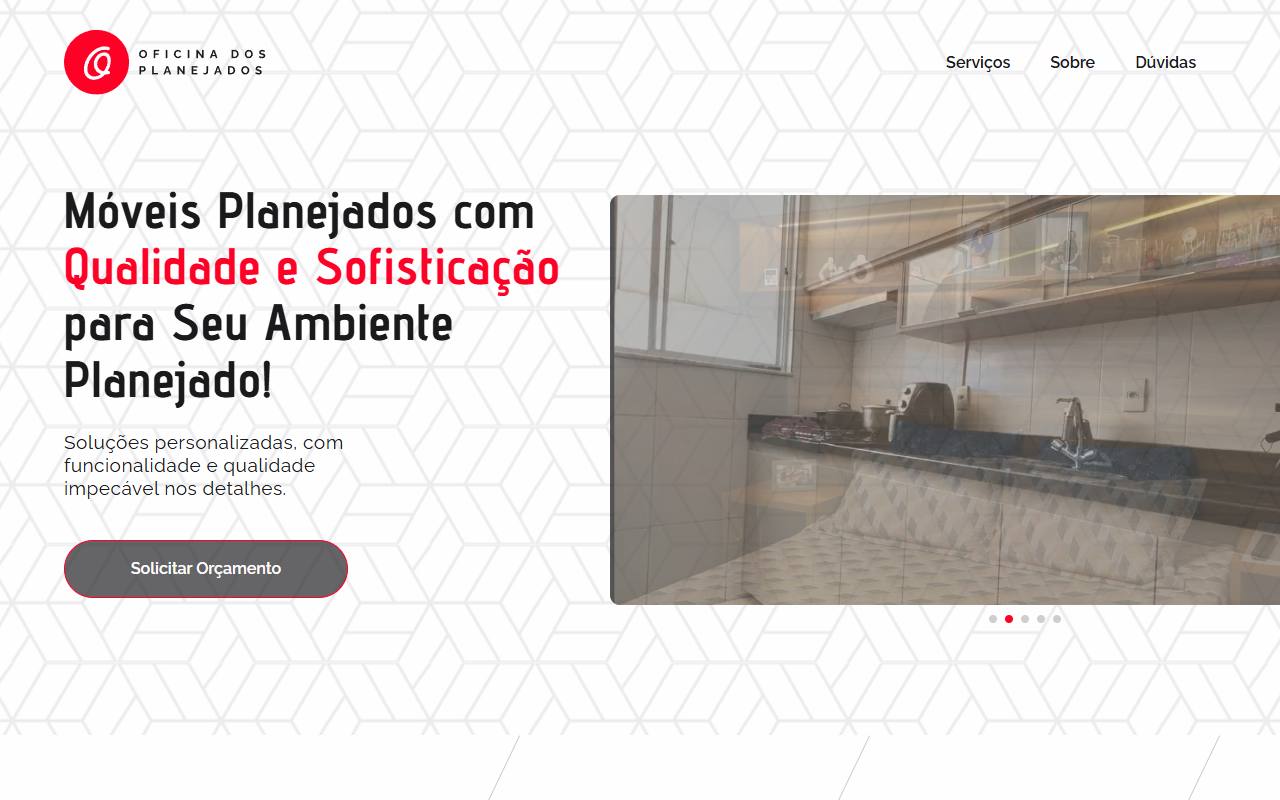 OFICINA DOS
PLANEJADOS
Serviços
Sobre
Dúvidas
Móveis Planejados com
Qualidade e Sofisticação
para Seu Ambiente
Planejado!
Soluções personalizadas, com
funcionalidade e qualidade
impecável nos detalhes.
Solicitar Orçamento